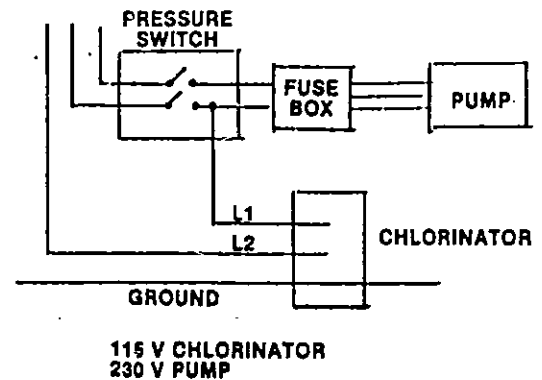 PRESSURE
SWITCH
FUSE
BOX
PUMP
L1
L2
CHLORINATOR
GROUND
115 V CHLORINATOR
230 V PUMP